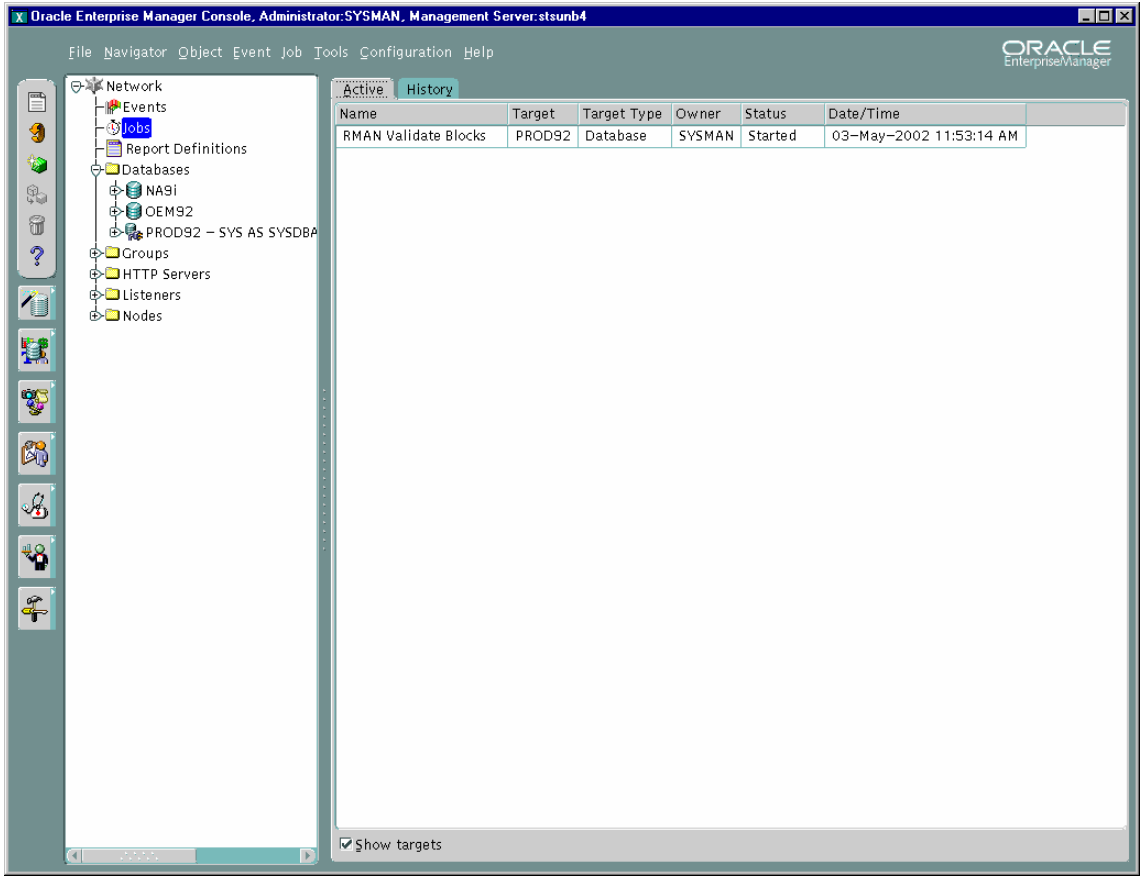 Oracle Enterprise Manager Console, Administrator:SYSMAN, Management Server:stsunb4
File Navigator Object Event Job Tools Configuration Help
ORACLE
EnterpriseManager
Network
Events
Jobs
Report Definitions
Databases
NA9i
OEM92
PROD92 – SYS AS SYSDBA
Groups
HTTP Servers
Listeners
Nodes
Active History
Name Target Target Type Owner Status Date/Time
RMAN Validate Blocks PROD92 Database SYSMAN Started 03–May–2002 11:53:14 AM
Show targets